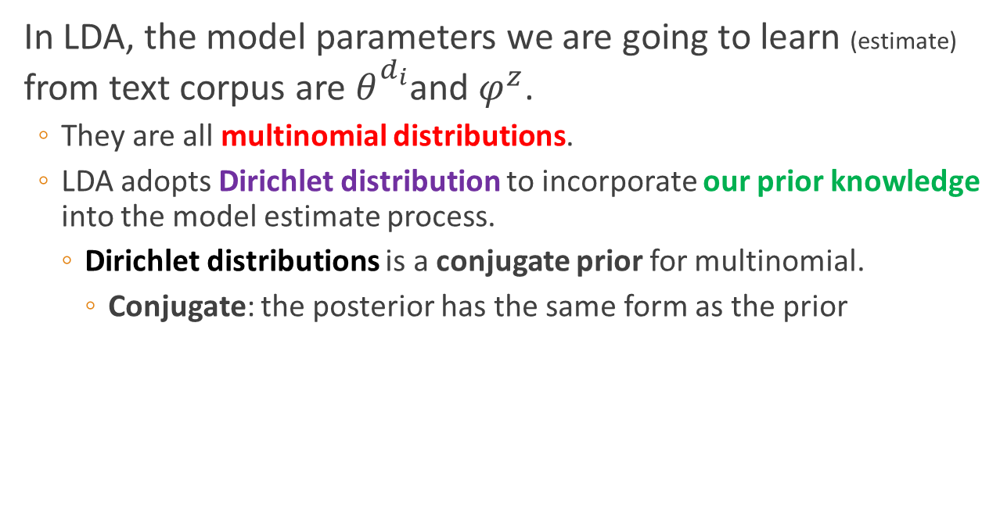 In LDA, the model parameters we are going to learn (estimate)
from text corpus are θ^{d_i} and φ^z.
◦ They are all multinomial distributions.
◦ LDA adopts Dirichlet distribution to incorporate our prior knowledge
into the model estimate process.
◦ Dirichlet distributions is a conjugate prior for multinomial.
◦ Conjugate: the posterior has the same form as the prior